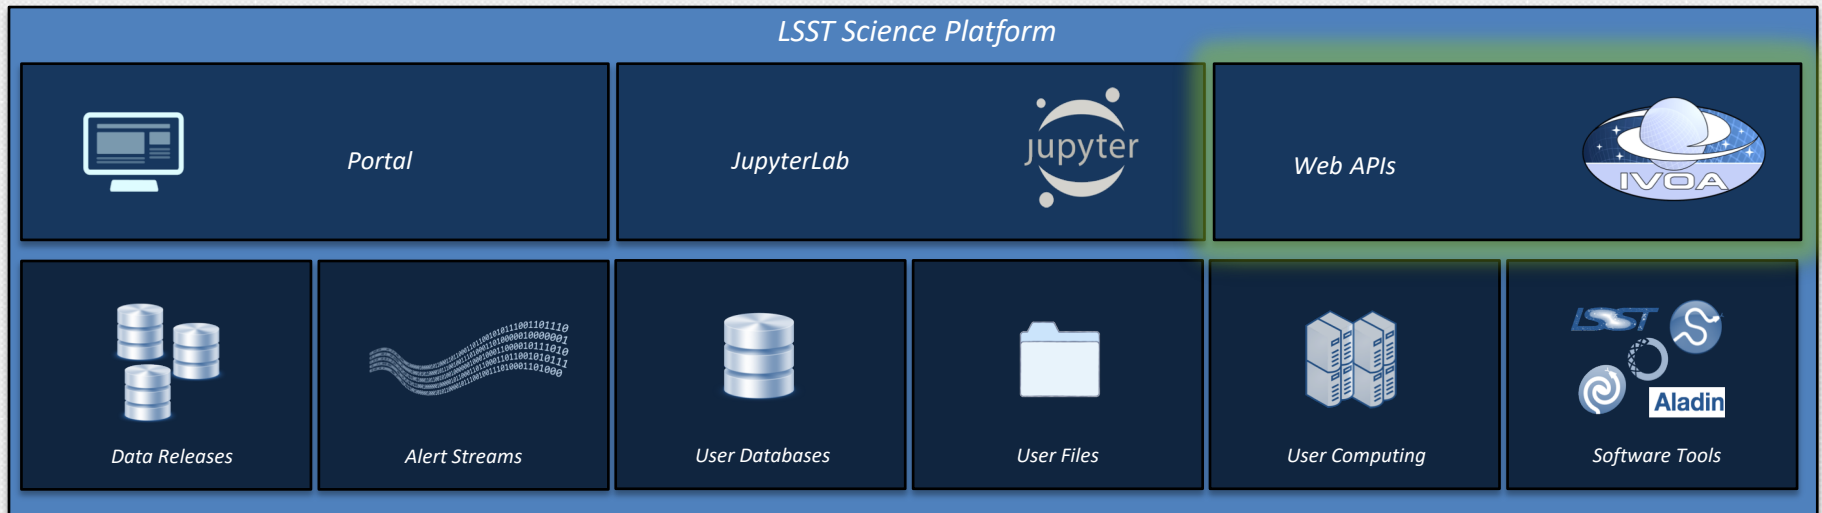 LSST Science Platform
Portal
JupyterLab
jupyter
Web APIs
IVOA
Data Releases
Alert Streams
User Databases
User Files
User Computing
LSST
Aladin
Software Tools